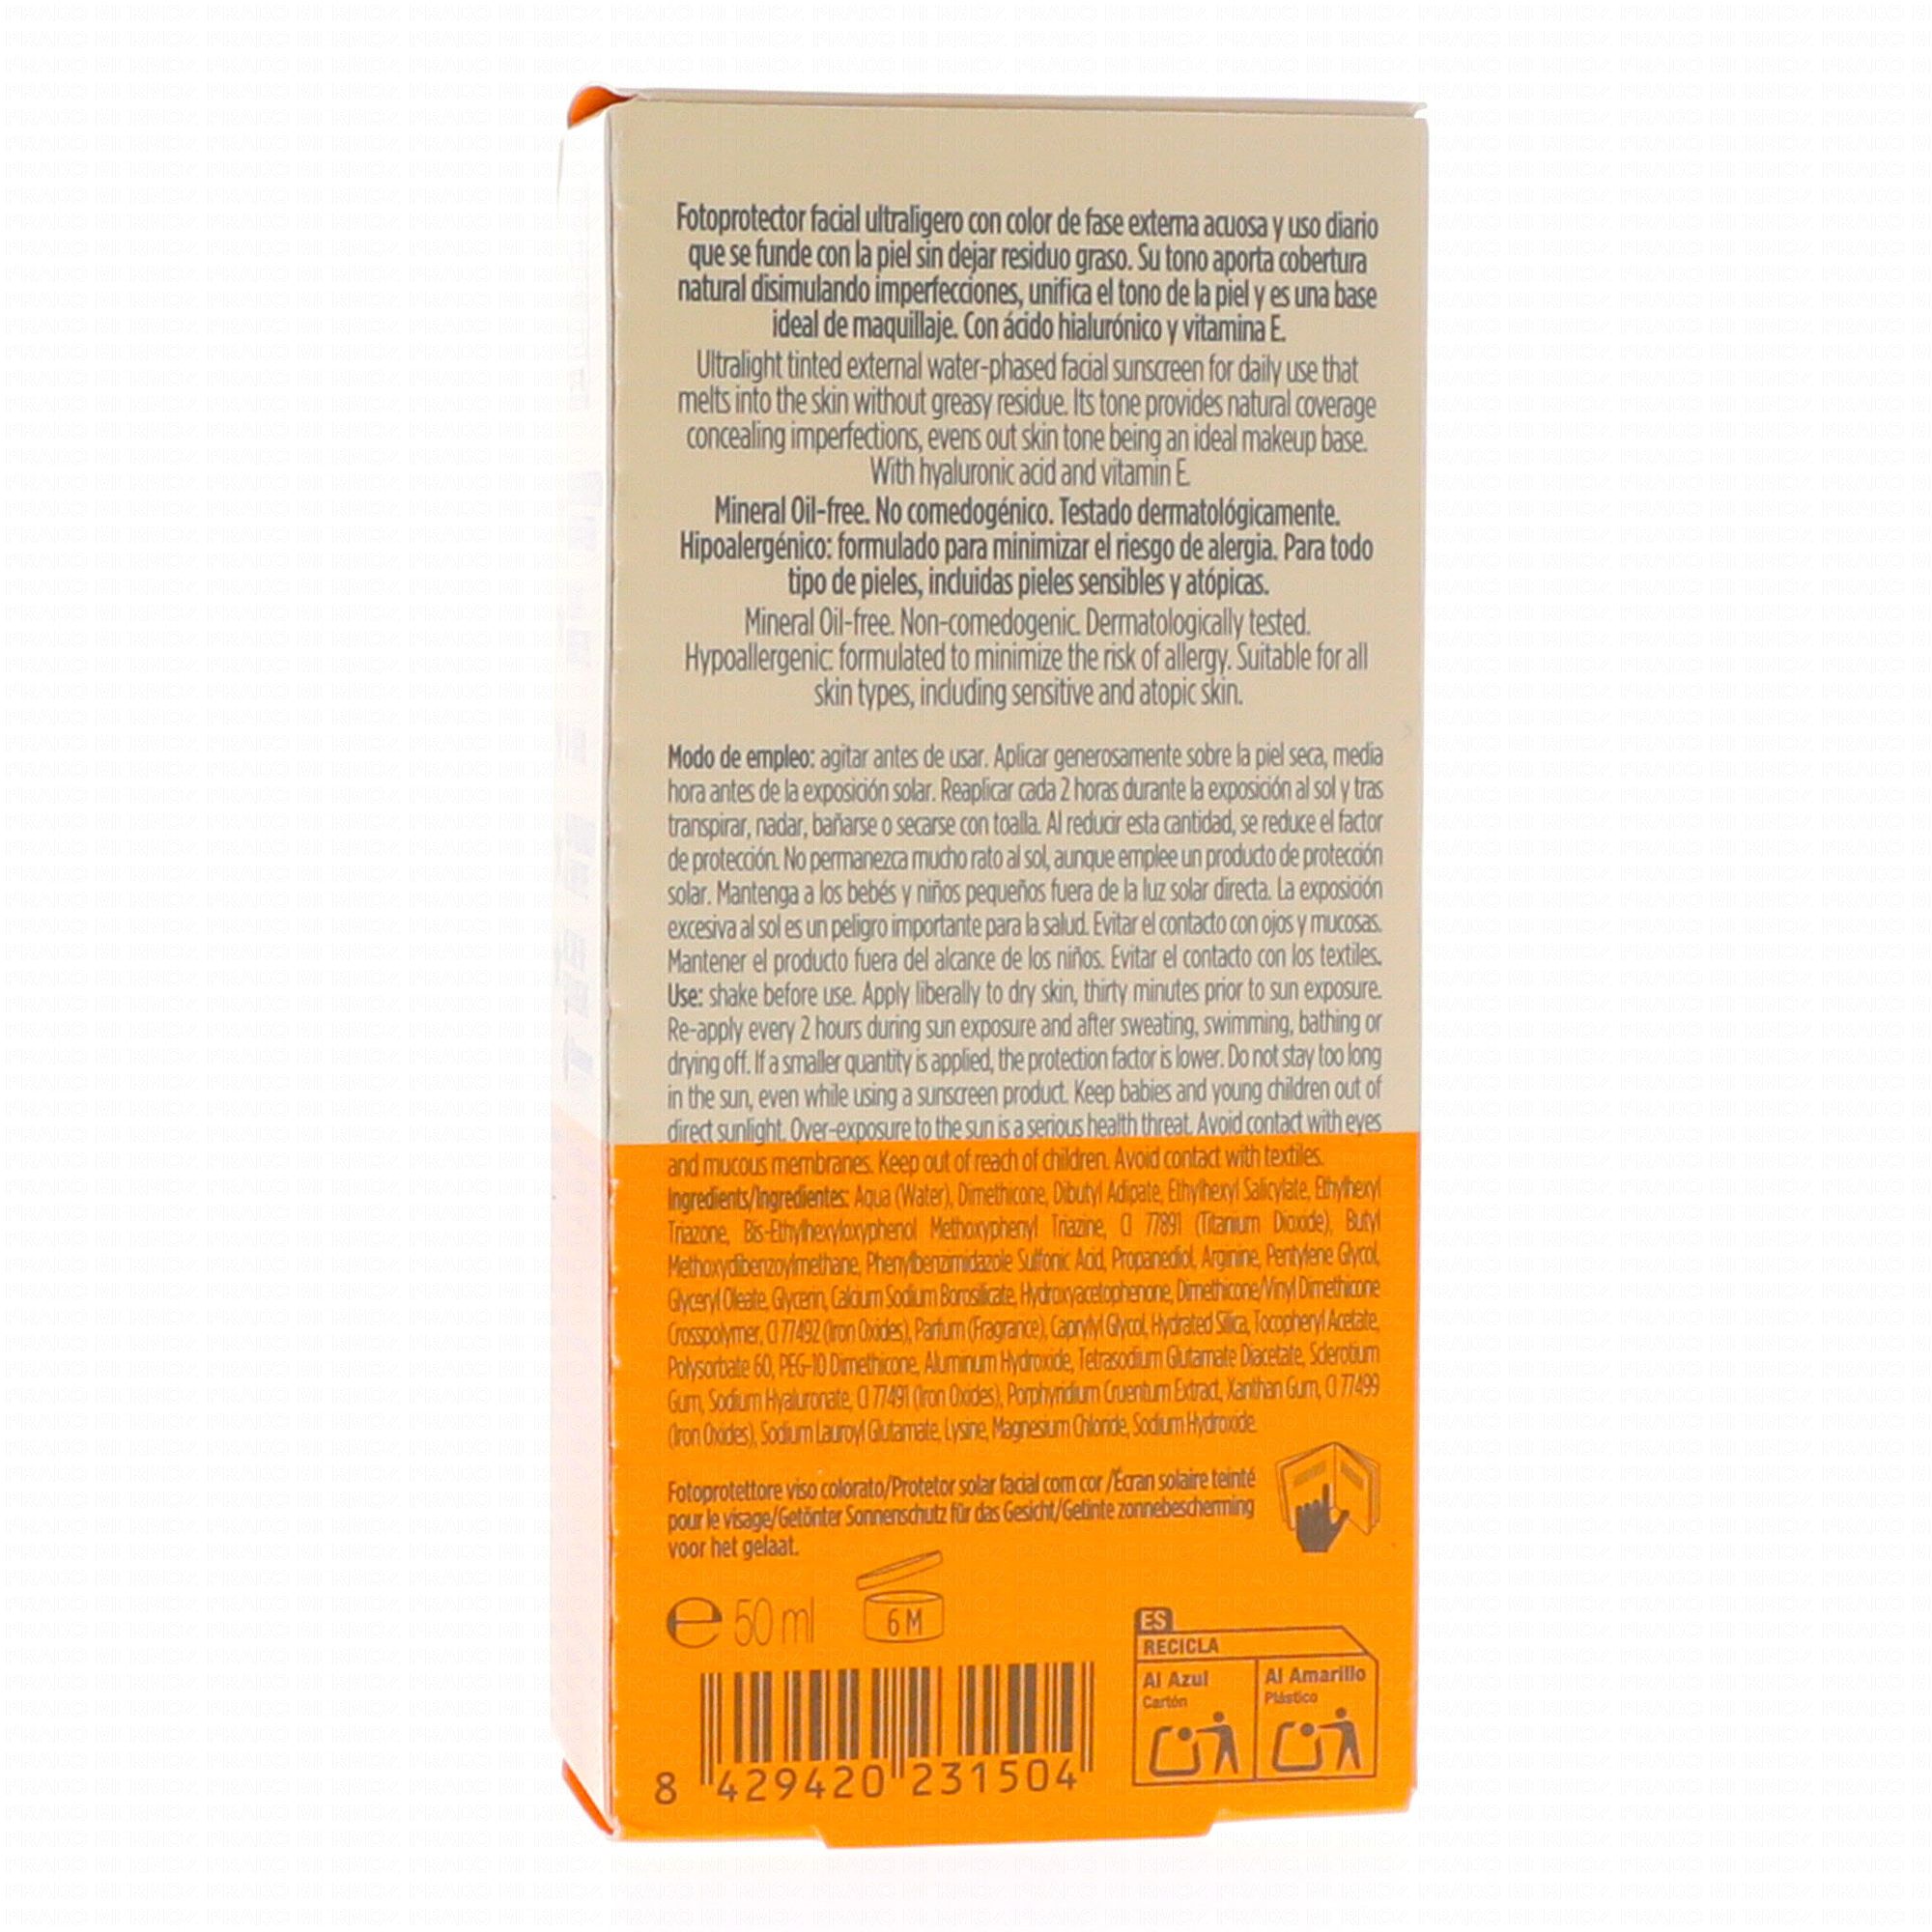 Fotoprotector facial ultraligero con color de fase externa acuosa y uso diario
que se funde con la piel sin dejar residuo graso. Su tono aporta cobertura
natural disimulando imperfecciones, unifica el tono de la piel y es una base
ideal de maquillaje. Con ácido hialurónico y vitamina E.
Ultralight tinted external water-phased facial sunscreen for daily use that
melts into the skin without greasy residue. Its tone provides natural coverage
concealing imperfections, evens out skin tone being an ideal makeup base.
With hyaluronic acid and vitamin E.
Mineral Oil-free. No comedogénico. Testado dermatológicamente.
Hipoalergénico: formulado para minimizar el riesgo de alergia. Para todo
tipo de pieles, incluidas pieles sensibles y atópicas.
Mineral Oil-free. Non-comedogenic. Dermatologically tested.
Hypoallergenic: formulated to minimize the risk of allergy. Suitable for all
skin types, including sensitive and atopic skin.
Modo de empleo: agitar antes de usar. Aplicar generosamente sobre la piel seca, media
hora antes de la exposición solar. Reaplicar cada 2 horas durante la exposición al sol y tras
transpirar, nadar, bañarse o secarse con toalla. Al reducir esta cantidad, se reduce el factor
de protección. No permanezca mucho rato al sol, aunque emplee un producto de protección
solar. Mantenga a los bebés y niños pequeños fuera de la luz solar directa. La exposición
excesiva al sol es un peligro importante para la salud. Evitar el contacto con ojos y mucosas.
Mantener el producto fuera del alcance de los niños. Evitar el contacto con los textiles.
Use: shake before use. Apply liberally to dry skin, thirty minutes prior to sun exposure.
Re-apply every 2 hours during sun exposure and after sweating, swimming, bathing or
drying off. If a smaller quantity is applied, the protection factor is lower. Do not stay too long
in the sun, even while using a sunscreen product. Keep babies and young children out of
direct sunlight. Over-exposure to the sun is a serious health threat. Avoid contact with eyes
and mucous membranes. Keep out of reach of children. Avoid contact with textiles.
Ingredients/Ingredientes: Aqua (Water), Dimethicone, Dibutyl Adipate, Ethylhexyl Salicylate, Ethylhexyl
Triazone, Bis-Ethylhexyloxyphenol Methoxyphenyl Triazine, CI 77891 (Titanium Dioxide), Butyl
Methoxydibenzoylmethane, Phenylbenzimidazole Sulfonic Acid, Propanediol, Arginine, Pentylene Glycol,
Glyceryl Oleate, Glycerin, Calcium Sodium Borosilicate, Hydroxyacetophenone, Dimethicone/Vinyl Dimethicone
Crosspolymer, CI 77492 (Iron Oxides), Parfum (Fragrance), Caprylyl Glycol, Hydrated Silica, Tocopheryl Acetate,
Polysorbate 60, PEG-10 Dimethicone, Aluminum Hydroxide, Tetrasodium Glutamate Diacetate, Sclerotium
Gum, Sodium Hyaluronate, CI 77491 (Iron Oxides), Porphyridium Cruentum Extract, Xanthan Gum, CI 77499
(Iron Oxides), Sodium Lauroyl Glutamate, Lysine, Magnesium Chloride, Sodium Hydroxide.
Fotoprotettore viso colorato/Protetor solar facial com cor /Écran solaire teinté
pour le visage/Getönter Sonnenschutz für das Gesicht/Getinte zonnebescherming
voor het gelaat.
e 50 ml
6 M
ES
RECICLA
Al Azul
Cartón
Al Amarillo
Plástico
8 429420 231504